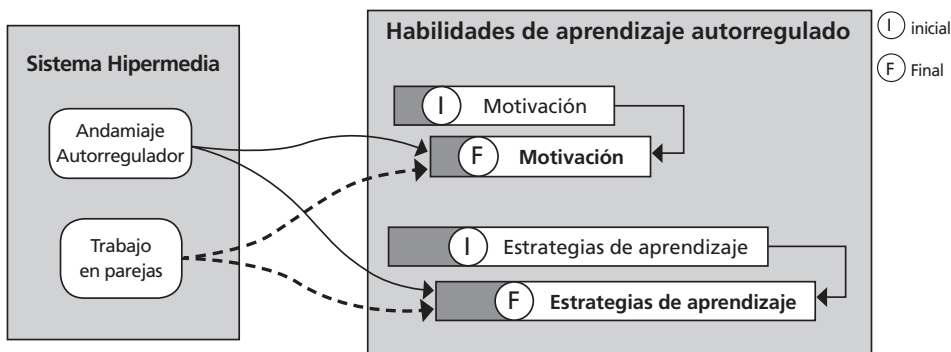 Sistema Hipermedia
Andamiaje
Autorregulador
Trabajo
en parejas
Habilidades de aprendizaje autorregulado
I Motivación
F Motivación
I Estrategias de aprendizaje
F Estrategias de aprendizaje
I inicial
F Final